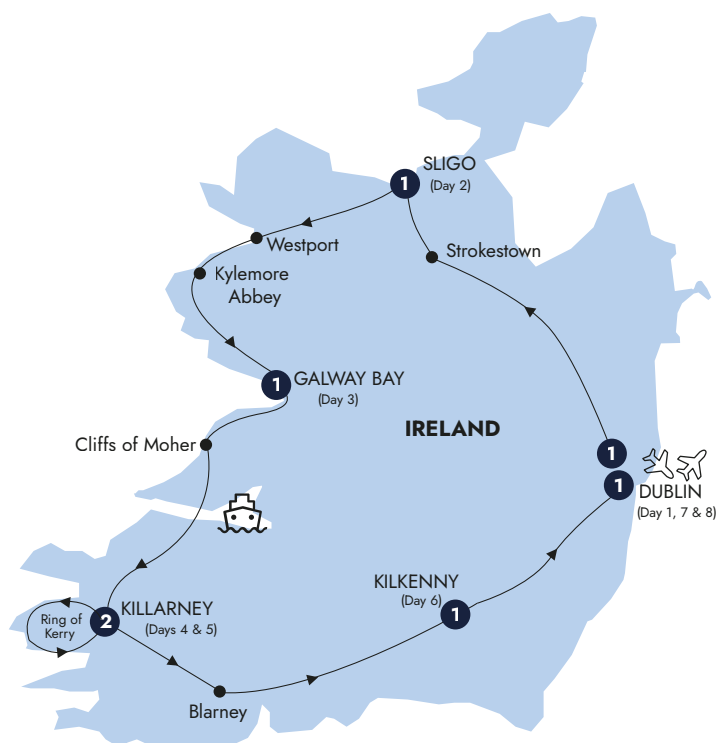 1
SLIGO
(Day 2)
Westport
Strokestown
Kylemore
Abbey
1
GALWAY BAY
(Day 3)
IRELAND
Cliffs of Moher
1
1
DUBLIN
(Day 1, 7 & 8)
KILKENNY
(Day 6)
1
Ring of
Kerry
2
KILLARNEY
(Days 4 & 5)
Blarney